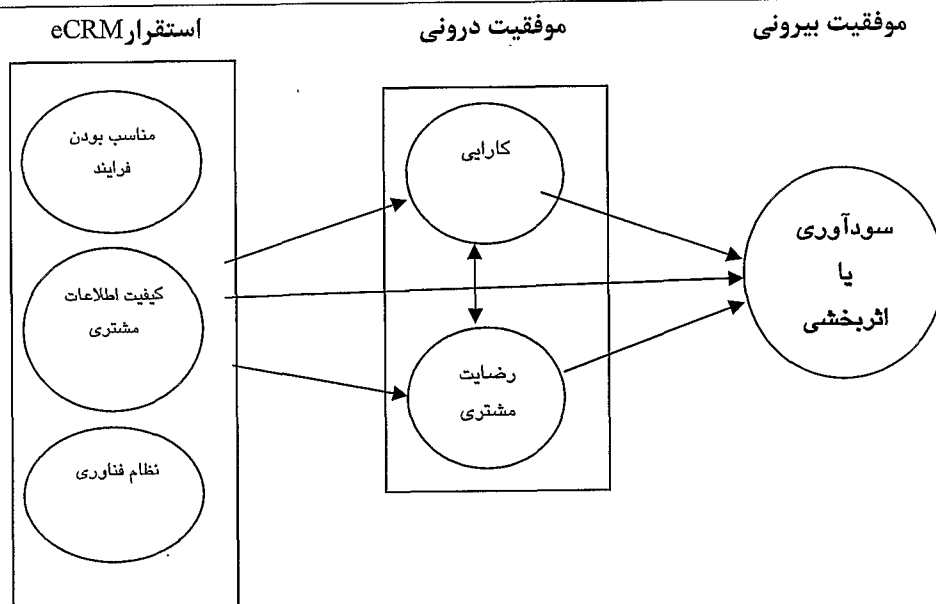 استقرار eCRM
موفقیت درونی
موفقیت بیرونی
مناسب بودن
فرایند
کیفیت اطلاعات
مشتری
نظام فناوری
کارایی
رضایت
مشتری
سودآوری
یا
اثربخشی